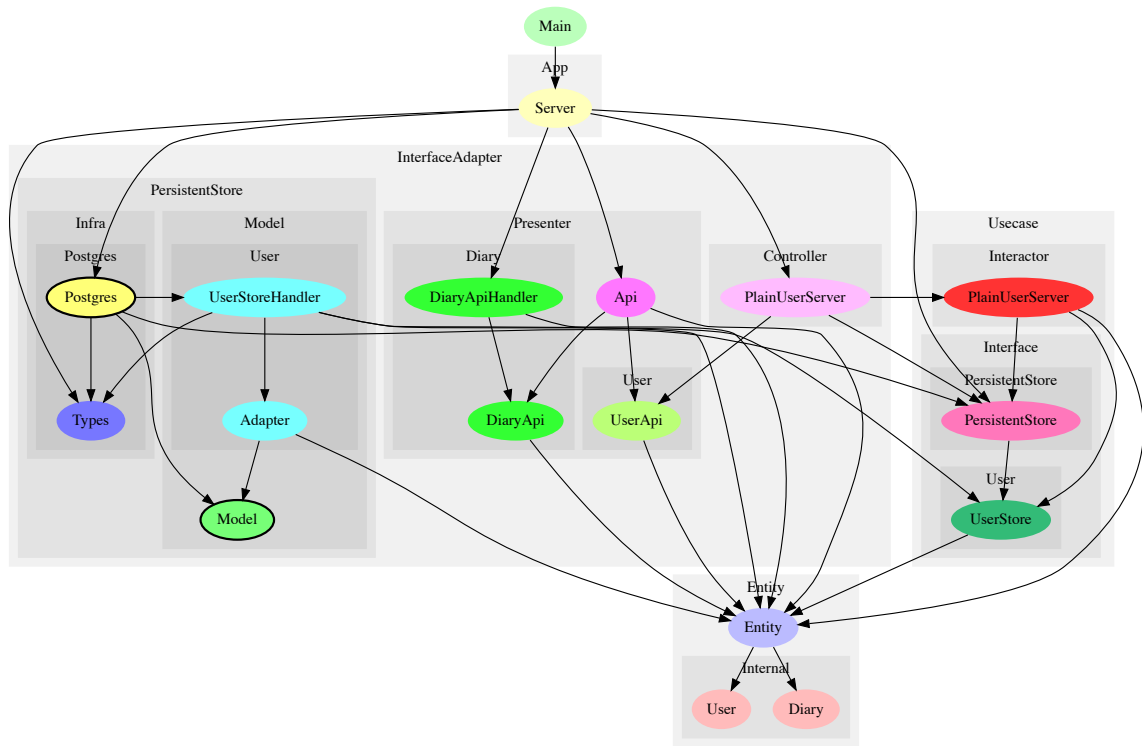 Main
App
Server
InterfaceAdapter
PersistentStore
Infra
Model
Presenter
Usecase
Postgres
User
Diary
Controller
Interactor
Postgres
UserStoreHandler
DiaryApiHandler
Api
PlainUserServer
PlainUserServer
Interface
User
PersistentStore
Types
Adapter
DiaryApi
UserApi
PersistentStore
User
Model
UserStore
Entity
Entity
Internal
User
Diary